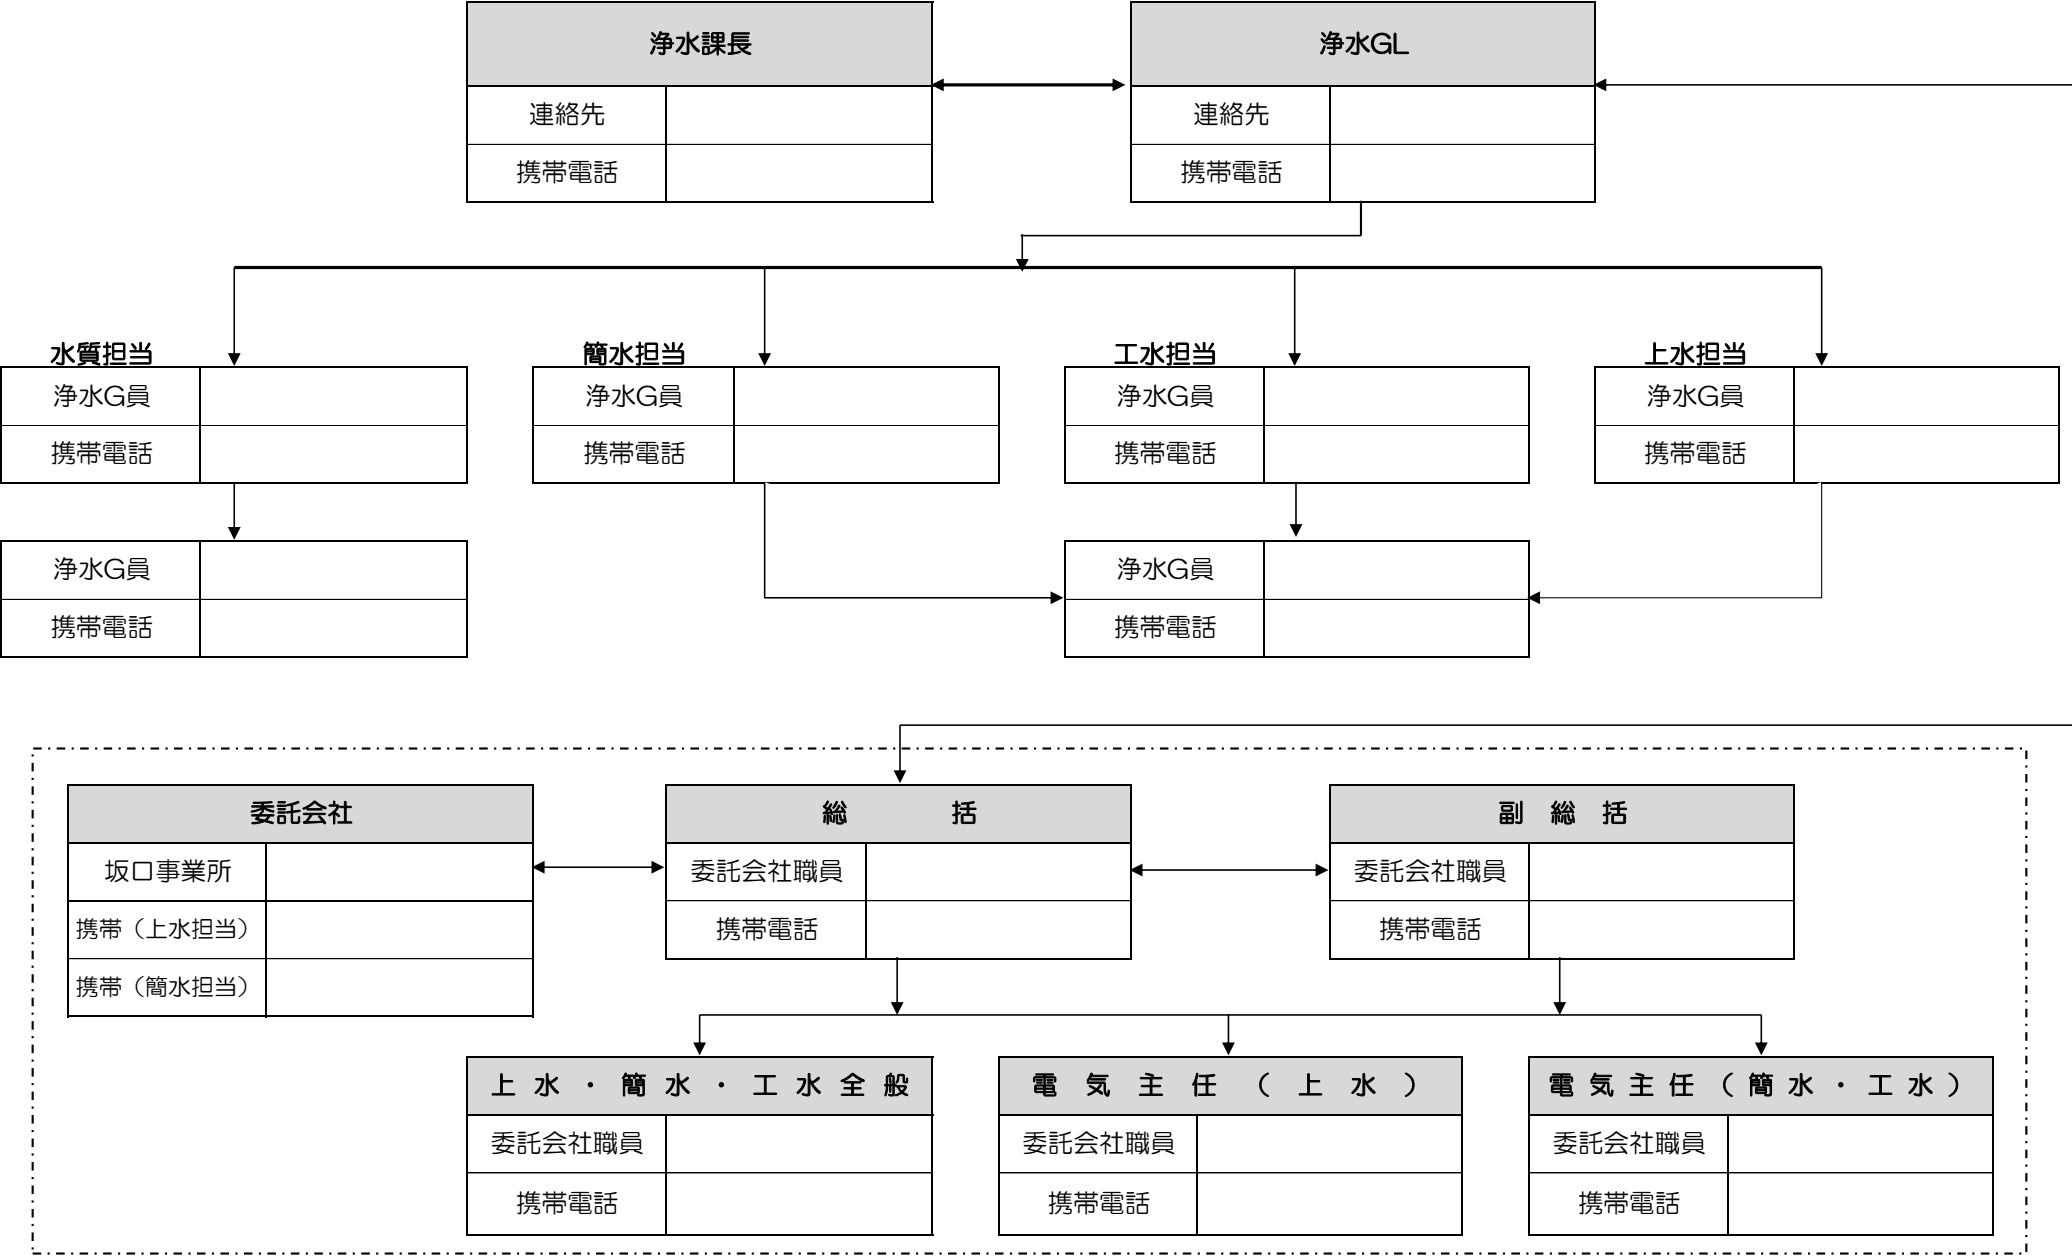 浄水課長
浄水GL
連絡先
連絡先
携帯電話
携帯電話
水質担当
簡水担当
工水担当
上水担当
浄水G員
浄水G員
浄水G員
浄水G員
携帯電話
携帯電話
携帯電話
携帯電話
浄水G員
浄水G員
携帯電話
携帯電話
委託会社
総　括
副総括
坂口事業所
委託会社職員
委託会社職員
携帯（上水担当）
携帯電話
携帯電話
携帯（簡水担当）
上水・簡水・工水全般
電気主任（上水）
電気主任（簡水・工水）
委託会社職員
委託会社職員
委託会社職員
携帯電話
携帯電話
携帯電話